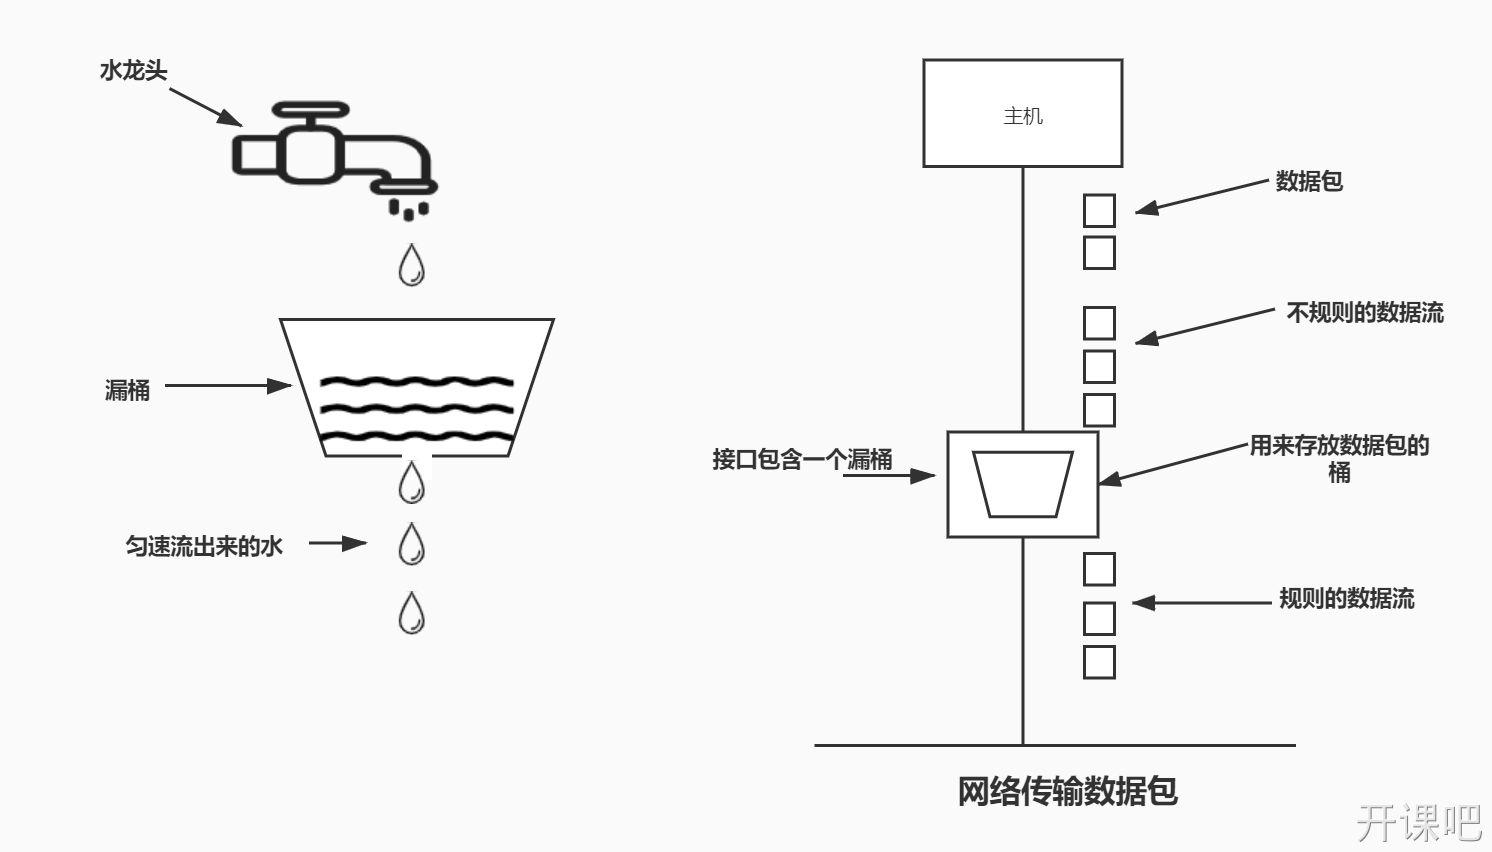 水龙头
漏桶
匀速流出来的水
主机
数据包
不规则的数据流
接口包含一个漏桶
用来存放数据包的
桶
规则的数据流
网络传输数据包
开课吧